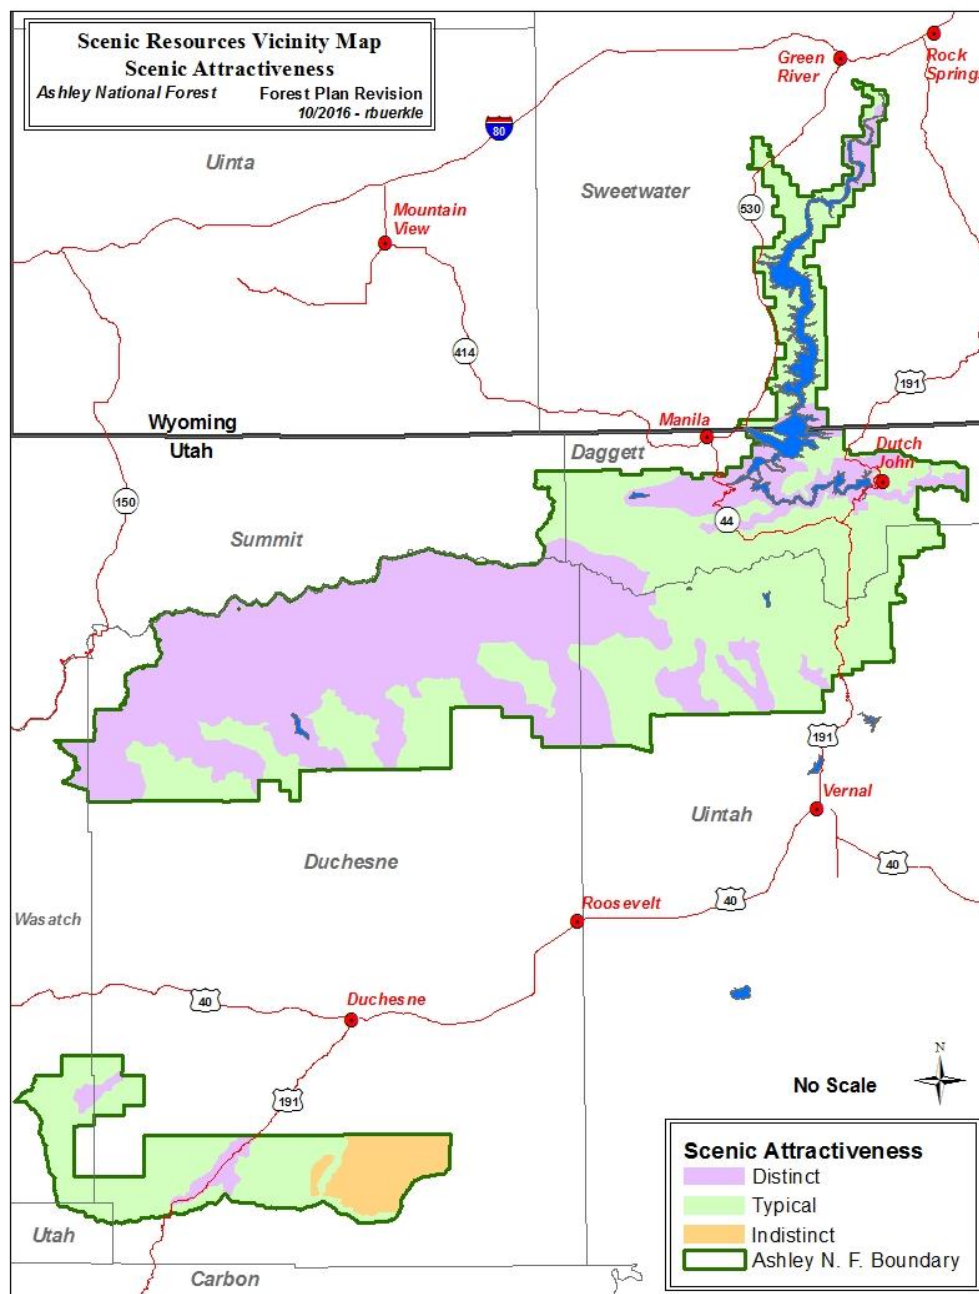 Scenic Resources Vicinity Map
Scenic Attractiveness
Ashley National Forest Forest Plan Revision
10/2016 - rbuerkle
Green
River
Rock
Springs
80
Uinta
Sweetwater
Mountain
View
530
414
191
Wyoming
Utah
Manila
Daggett
Dutch
John
150
44
Summit
191
Vernal
Uintah
Duchesne
40
40
Wasatch
Roosevelt
40
Duchesne
191
N
No Scale
Utah
Carbon
Scenic Attractiveness
Distinct
Typical
Indistinct
Ashley N. F. Boundary